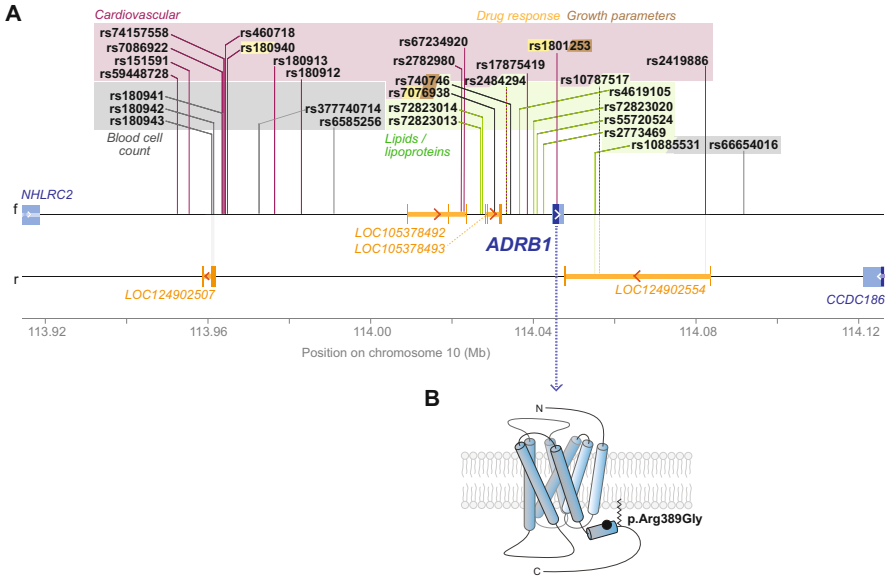 A
Cardiovascular
Drug response
Growth parameters
rs74157558
rs460718
rs67234920
rs1801253
rs7086922
rs180940
rs151591
rs180913
rs2782980
rs17875419
rs2419886
rs59448728
rs180912
rs740746
rs2484294
rs10787517
rs180941
rs7076938
rs4619105
rs180942
rs377740714
rs72823014
rs72823020
rs180943
rs6585256
rs72823013
rs55720524
Blood cell
count
Lipids /
lipoproteins
rs2773469
rs10885531
rs66654016
NHLRC2
f
LOC105378492
LOC105378493
ADRB1
r
LOC124902507
LOC124902554
CCDC186
113.92
113.96
114.00
114.04
114.08
114.12
Position on chromosome 10 (Mb)
B
N
p.Arg389Gly
C